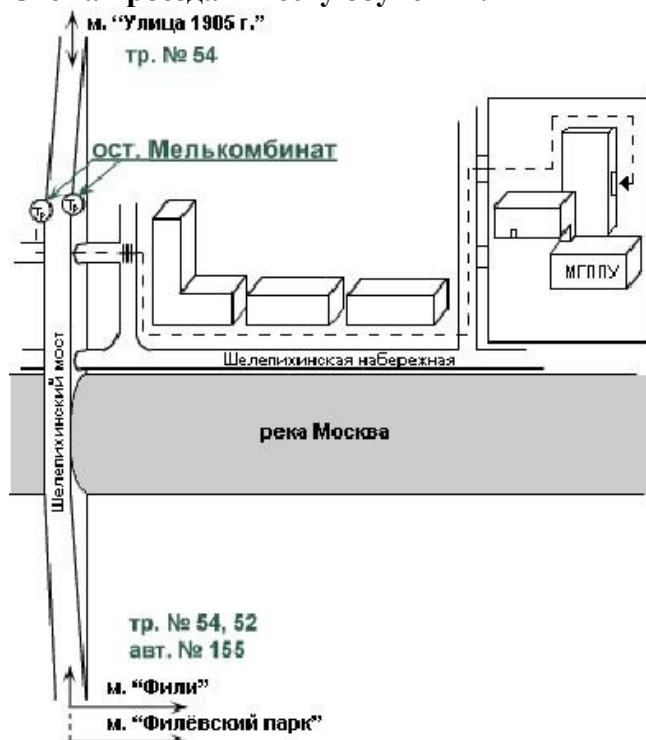 м. “Улица 1905 г.”
тр. № 54
ост. Мелькомбинат
Тр.
Тр.
МГППУ
Шелепихинская набережная
Шелепихинский мост
река Москва
тр. № 54, 52
авт. № 155
м. “Фили”
м. “Филёвский парк”